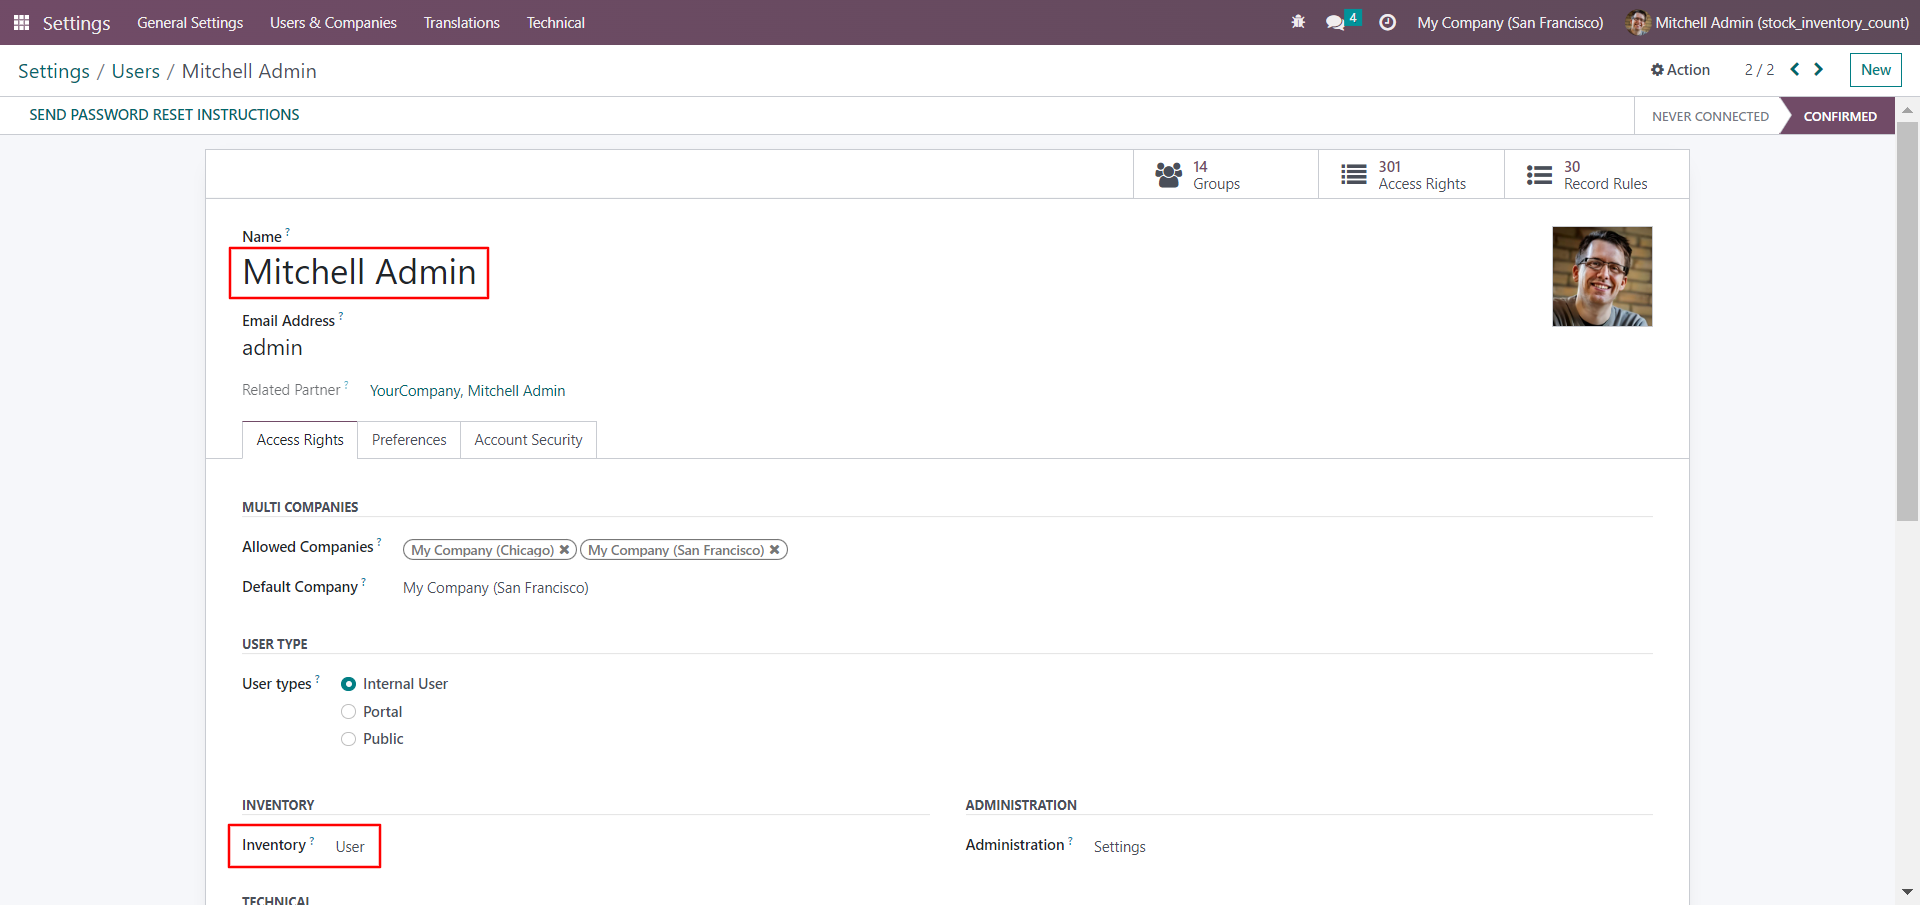 Settings General Settings Users & Companies Translations Technical 4 My Company (San Francisco) Mitchell Admin (stock_inventory_count)
Settings / Users / Mitchell Admin Action 2 / 2 New
SEND PASSWORD RESET INSTRUCTIONS NEVER CONNECTED CONFIRMED
14 301 30
Groups Access Rights Record Rules
Name ?
Mitchell Admin
Email Address ?
admin
Related Partner ? YourCompany, Mitchell Admin
Access Rights Preferences Account Security
MULTI COMPANIES
Allowed Companies ? My Company (Chicago) ✖ My Company (San Francisco) ✖
Default Company ? My Company (San Francisco)
USER TYPE
User types ? Internal User
Portal
Public
INVENTORY ADMINISTRATION
Inventory ? User Administration ? Settings
TECHNICAL